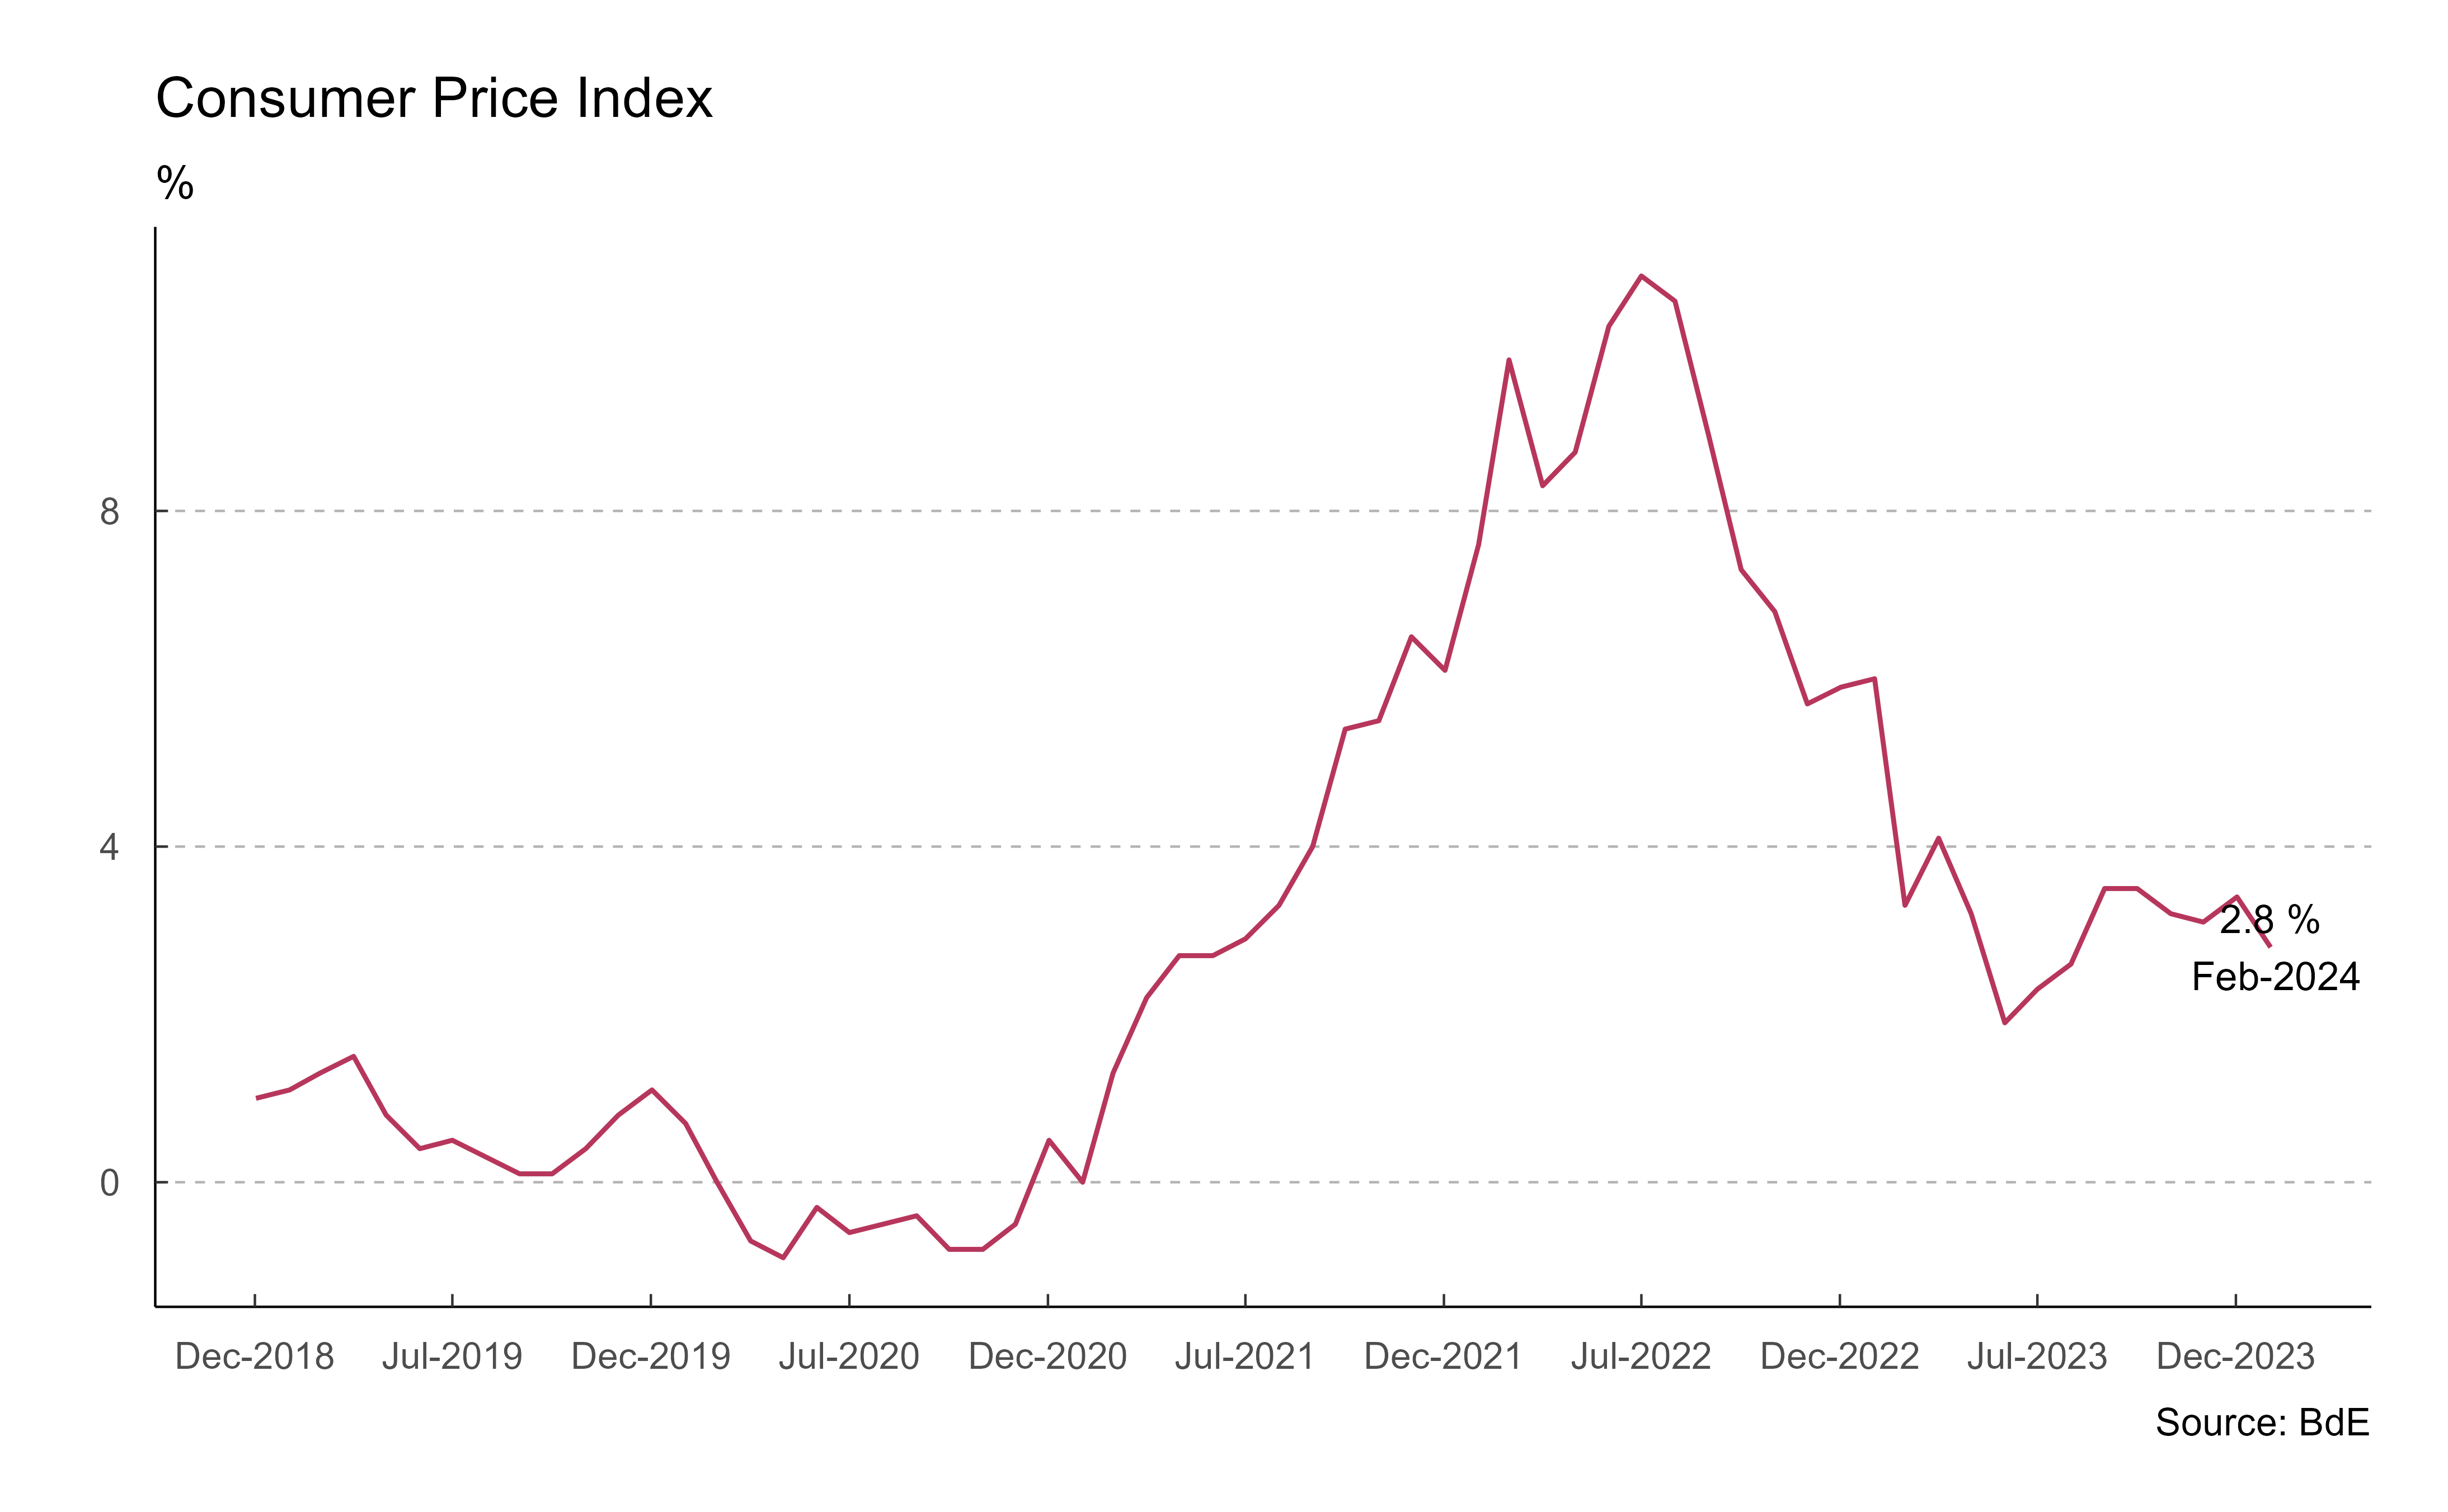 Consumer Price Index
%
8
4
0
2.8 %
Feb-2024
Dec-2018 Jul-2019 Dec-2019 Jul-2020 Dec-2020 Jul-2021 Dec-2021 Jul-2022 Dec-2022 Jul-2023 Dec-2023
Source: BdE